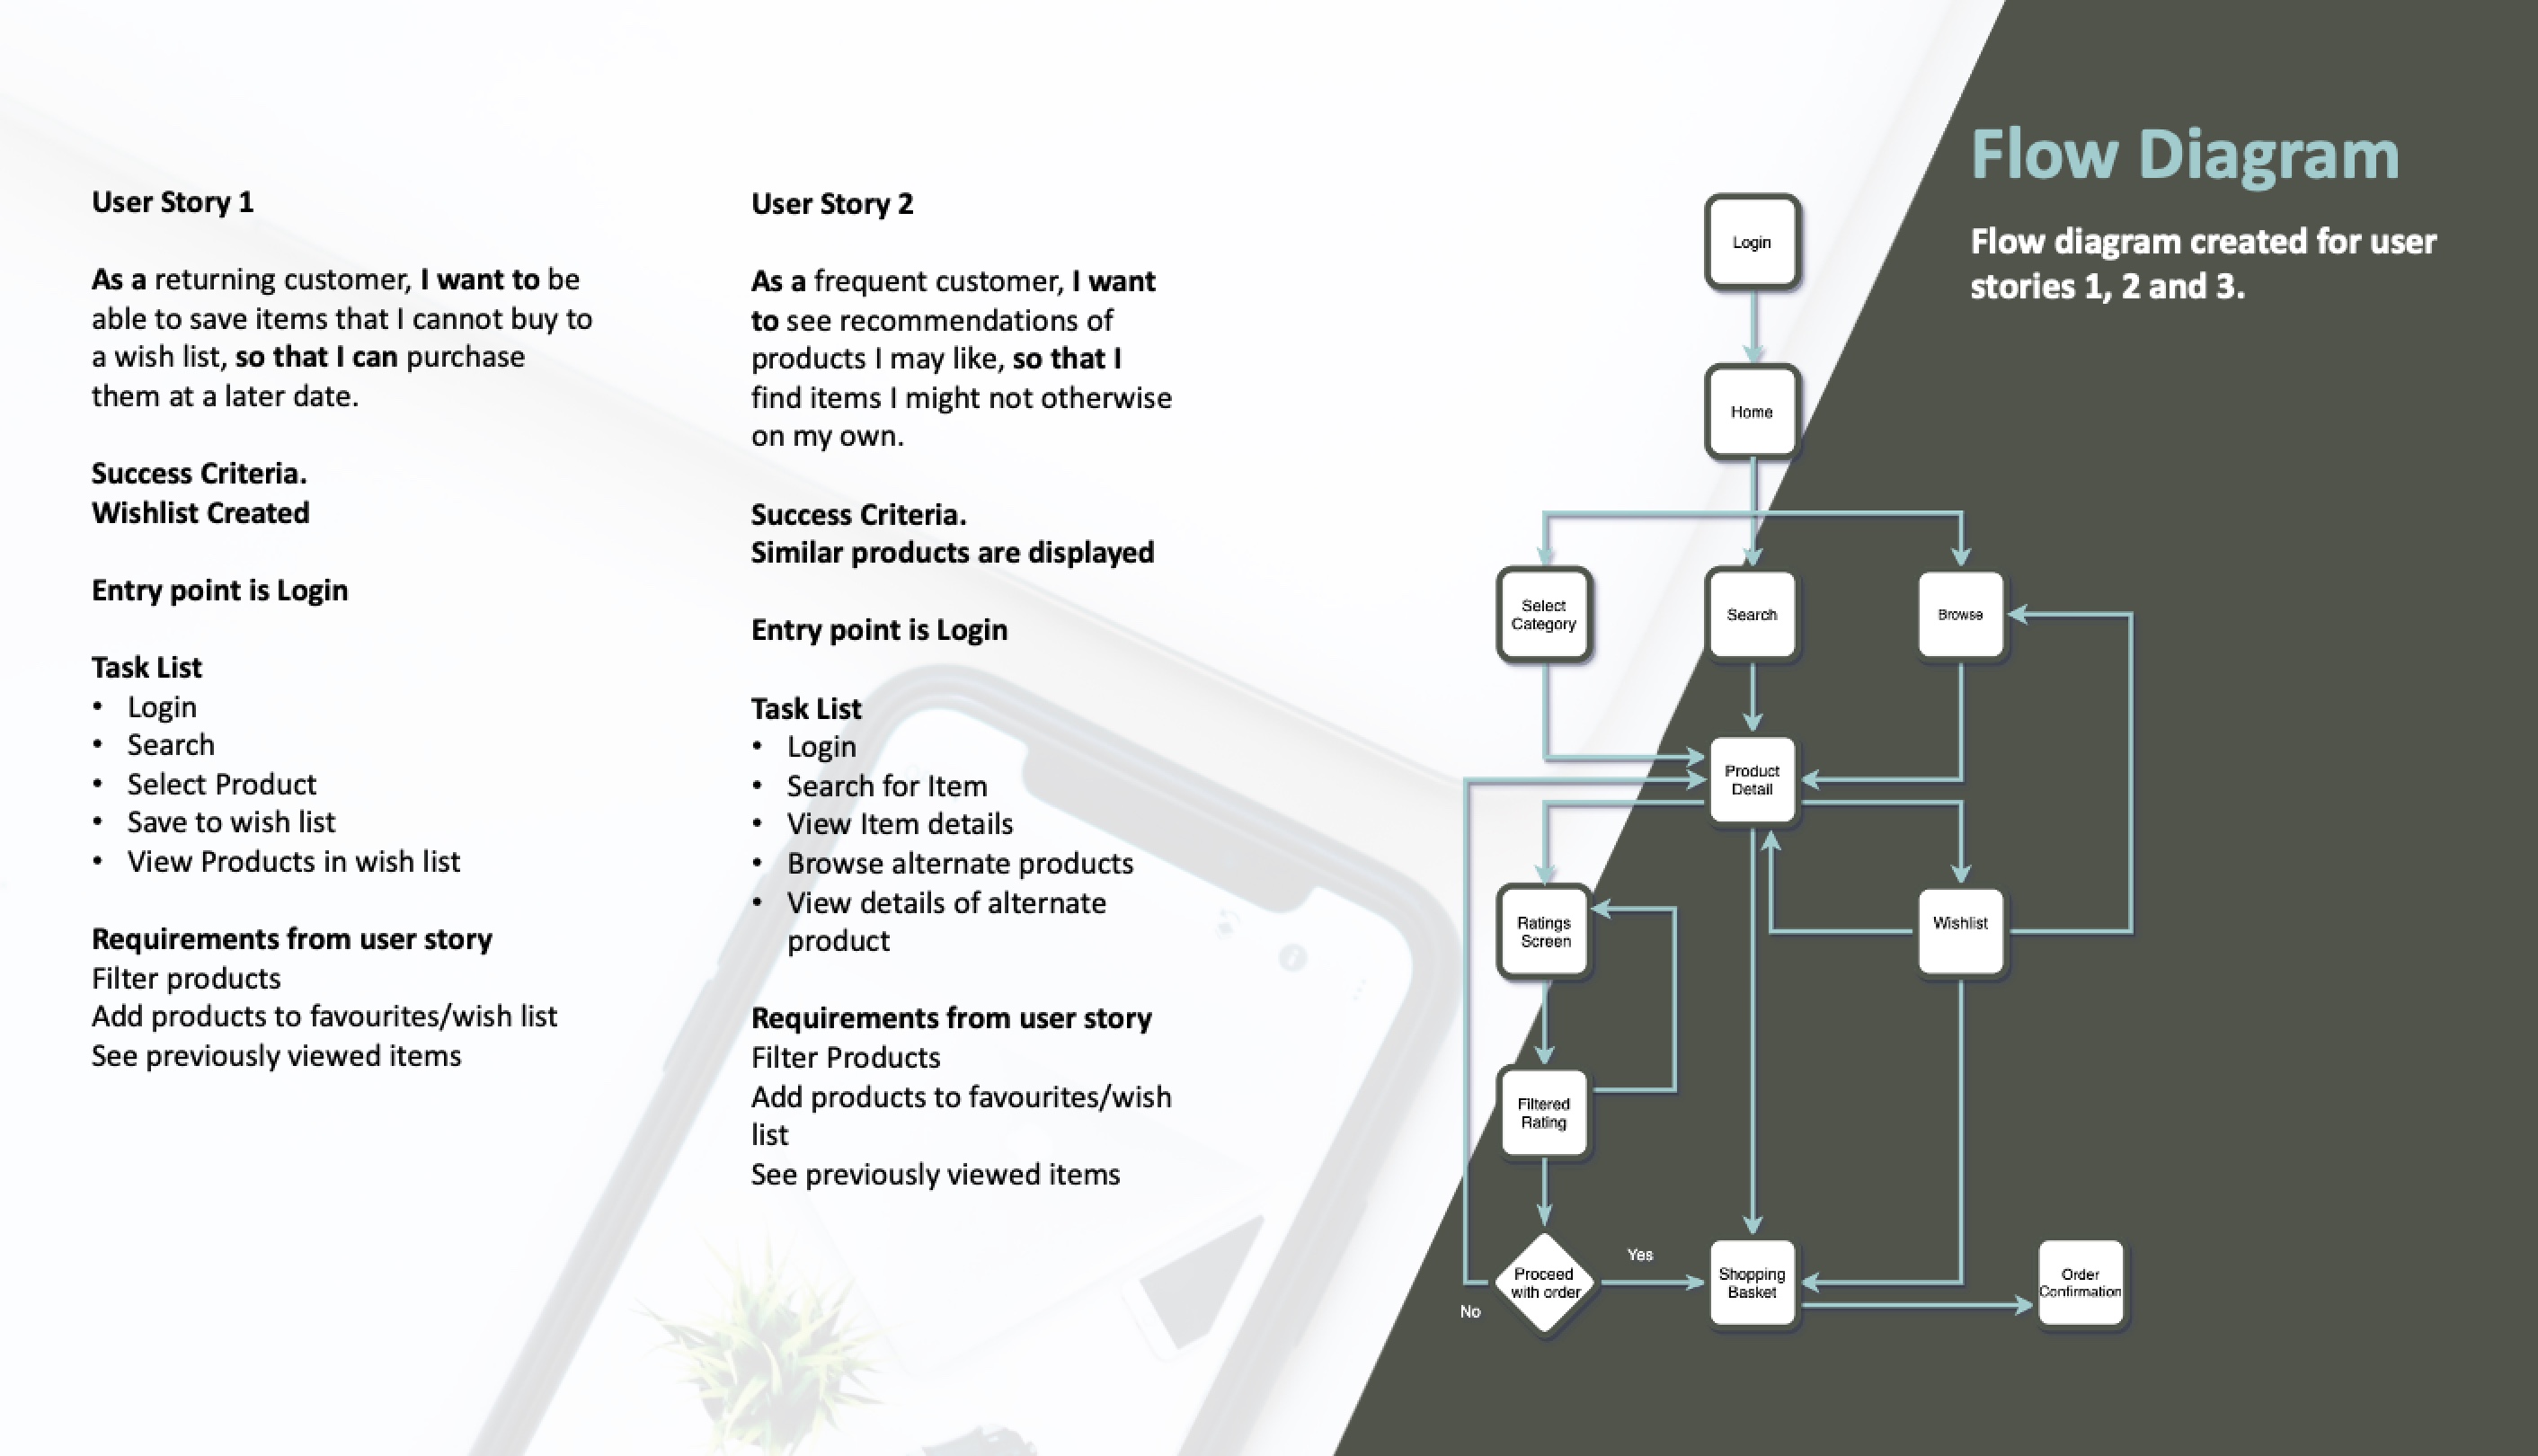 User Story 1
As a returning customer, I want to be
able to save items that I cannot buy to
a wish list, so that I can purchase
them at a later date.
Success Criteria.
Wishlist Created
Entry point is Login
Task List
• Login
• Search
• Select Product
• Save to wish list
• View Products in wish list
Requirements from user story
Filter products
Add products to favourites/wish list
See previously viewed items
User Story 2
As a frequent customer, I want
to see recommendations of
products I may like, so that I
find items I might not otherwise
on my own.
Success Criteria.
Similar products are displayed
Entry point is Login
Task List
• Login
• Search for Item
• View Item details
• Browse alternate products
• View details of alternate
product
Requirements from user story
Filter Products
Add products to favourites/wish
list
See previously viewed items
Flow Diagram
Flow diagram created for user
stories 1, 2 and 3.
Login
Home
Select
Category
Search
Browse
Product
Detail
Ratings
Screen
Wishlist
Filtered
Rating
Proceed
with order
Yes
No
Shopping
Basket
Order
Confirmation